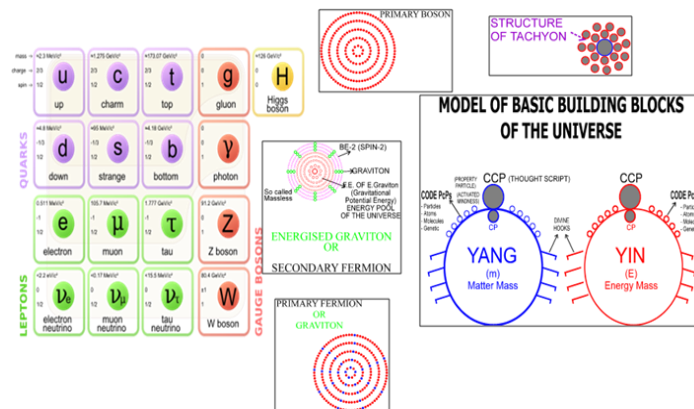 mass → ≈2.3 MeV/c² ≈1.275 GeV/c² ≈173.07 GeV/c² 0 ≈126 GeV/c²
charge → 2/3 2/3 2/3 0 0
spin → 1/2 1/2 1/2 1 0
u c t g H
up charm top gluon Higgs
boson
QUARKS
≈4.8 MeV/c² ≈95 MeV/c² ≈4.18 GeV/c² 0
-1/3 -1/3 -1/3 0
1/2 1/2 1/2 1
d s b γ
down strange bottom photon
0.511 MeV/c² 105.7 MeV/c² 1.777 GeV/c² 91.2 GeV/c²
-1 -1 -1 0
1/2 1/2 1/2 1
e μ τ Z
electron muon tau Z boson
LEPTONS
<2.2 eV/c² <0.17 MeV/c² <15.5 MeV/c² 80.4 GeV/c²
0 0 0 ±1
1/2 1/2 1/2 1
νe νμ ντ W
electron muon tau W boson
neutrino neutrino neutrino
GAUGE BOSONS
PRIMARY BOSON
STRUCTURE
OF TACHYON
BE-2 (SPIN-2)
GRAVITON
So called
Massless
E.E. OF E.Graviton
(Gravitational
Potential Energy)
ENERGY POOL
OF THE UNIVERSE
ENERGISED GRAVITON
OR
SECONDARY FERMION
PRIMARY FERMION
OR
GRAVITON
MODEL OF BASIC BUILDING BLOCKS
OF THE UNIVERSE
CCP (THOUGHT SCRIPT) CCP
(PROPERTY
PARTICLE)
(ACTIVATED
MINDNESS)
CODE PcPs
- Particles
- Atoms
- Molecules
- Genetic
CP
YANG
(m)
Matter Mass
DIVINE
HOOKS
CP
YIN
(E)
Energy Mass